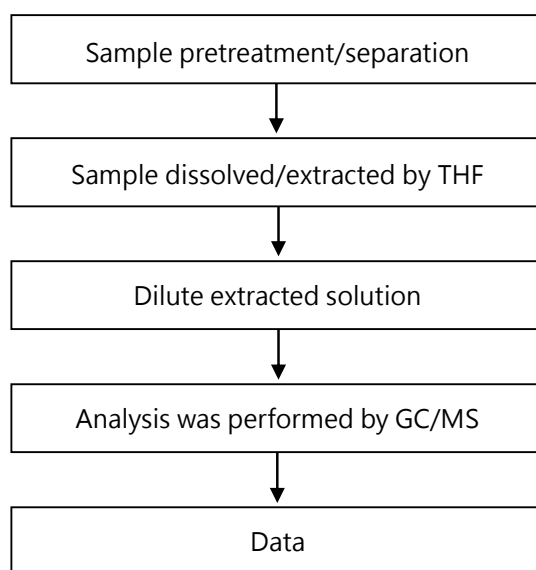 Sample pretreatment/separation
Sample dissolved/extracted by THF
Dilute extracted solution
Analysis was performed by GC/MS
Data